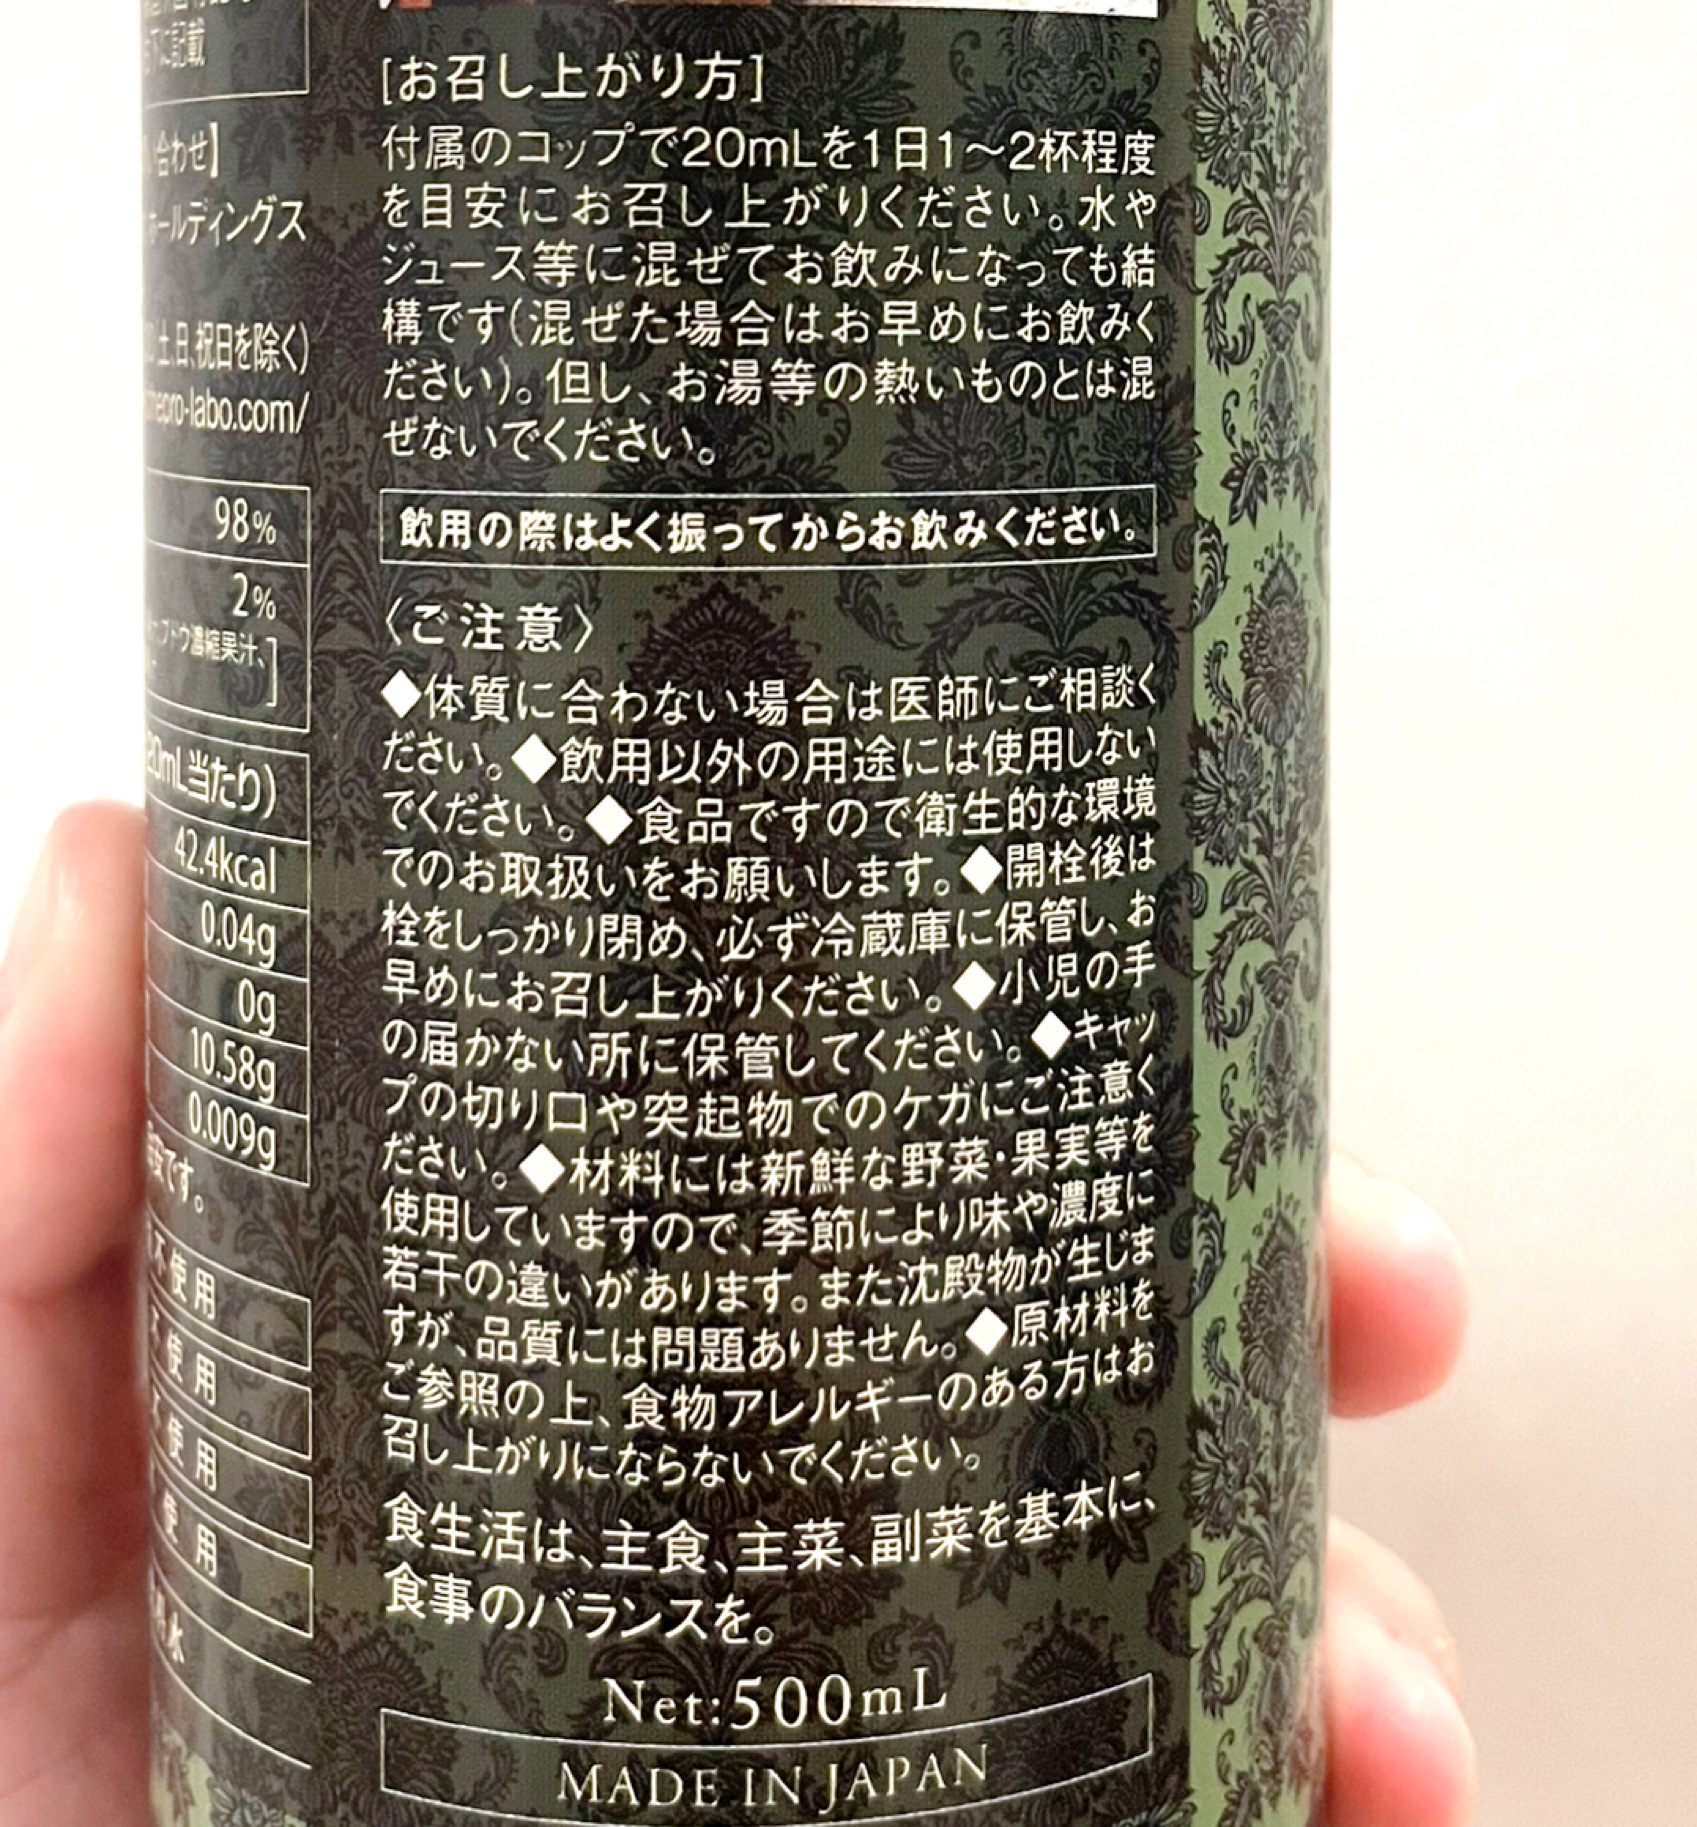 てに記載
合わせ】
ホールディングス
土、日、祝日を除く)
-labo.com/
98%
2%
ブドウ濃縮果汁、]
20mL当たり)
42.4kcal
0.04g
0g
10.58g
0.009g
です。
不使用
使用
使用
使用
水
[お召し上がり方]
付属のコップで20mLを1日1〜2杯程度
を目安にお召し上がりください。水や
ジュース等に混ぜてお飲みになっても結
構です(混ぜた場合はお早めにお飲みく
ださい)。但し、お湯等の熱いものとは混
ぜないでください。
飲用の際はよく振ってからお飲みください。
〈ご注意〉
◆体質に合わない場合は医師にご相談く
ださい。◆飲用以外の用途には使用しない
でください。◆食品ですので衛生的な環境
でのお取扱いをお願いします。◆開栓後は
栓をしっかり閉め、必ず冷蔵庫に保管し、お
早めにお召し上がりください。◆小児の手
の届かない所に保管してください。◆キャッ
プの切り口や突起物でのケガにご注意く
ださい。◆材料には新鮮な野菜・果実等を
使用していますので、季節により味や濃度に
若干の違いがあります。また沈殿物が生じま
すが、品質には問題ありません。◆原材料を
ご参照の上、食物アレルギーのある方はお
召し上がりにならないでください。
食生活は、主食、主菜、副菜を基本に、
食事のバランスを。
Net:500mL
MADE IN JAPAN